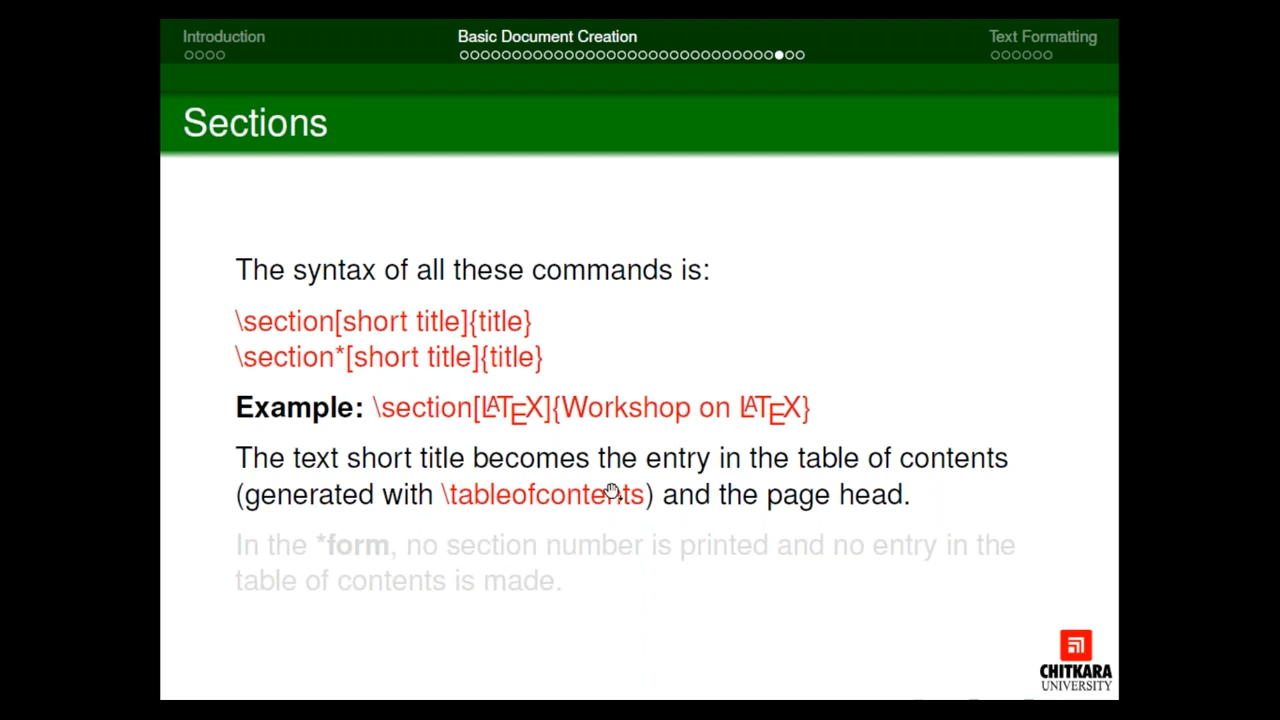 Introduction
Basic Document Creation
Text Formatting
Sections
The syntax of all these commands is:
\section[short title]{title}
\section*[short title]{title}
Example: \section[LATEX]{Workshop on LATEX}
The text short title becomes the entry in the table of contents
(generated with \tableofcontents) and the page head.
In the *form, no section number is printed and no entry in the
table of contents is made.
CHITKARA
UNIVERSITY